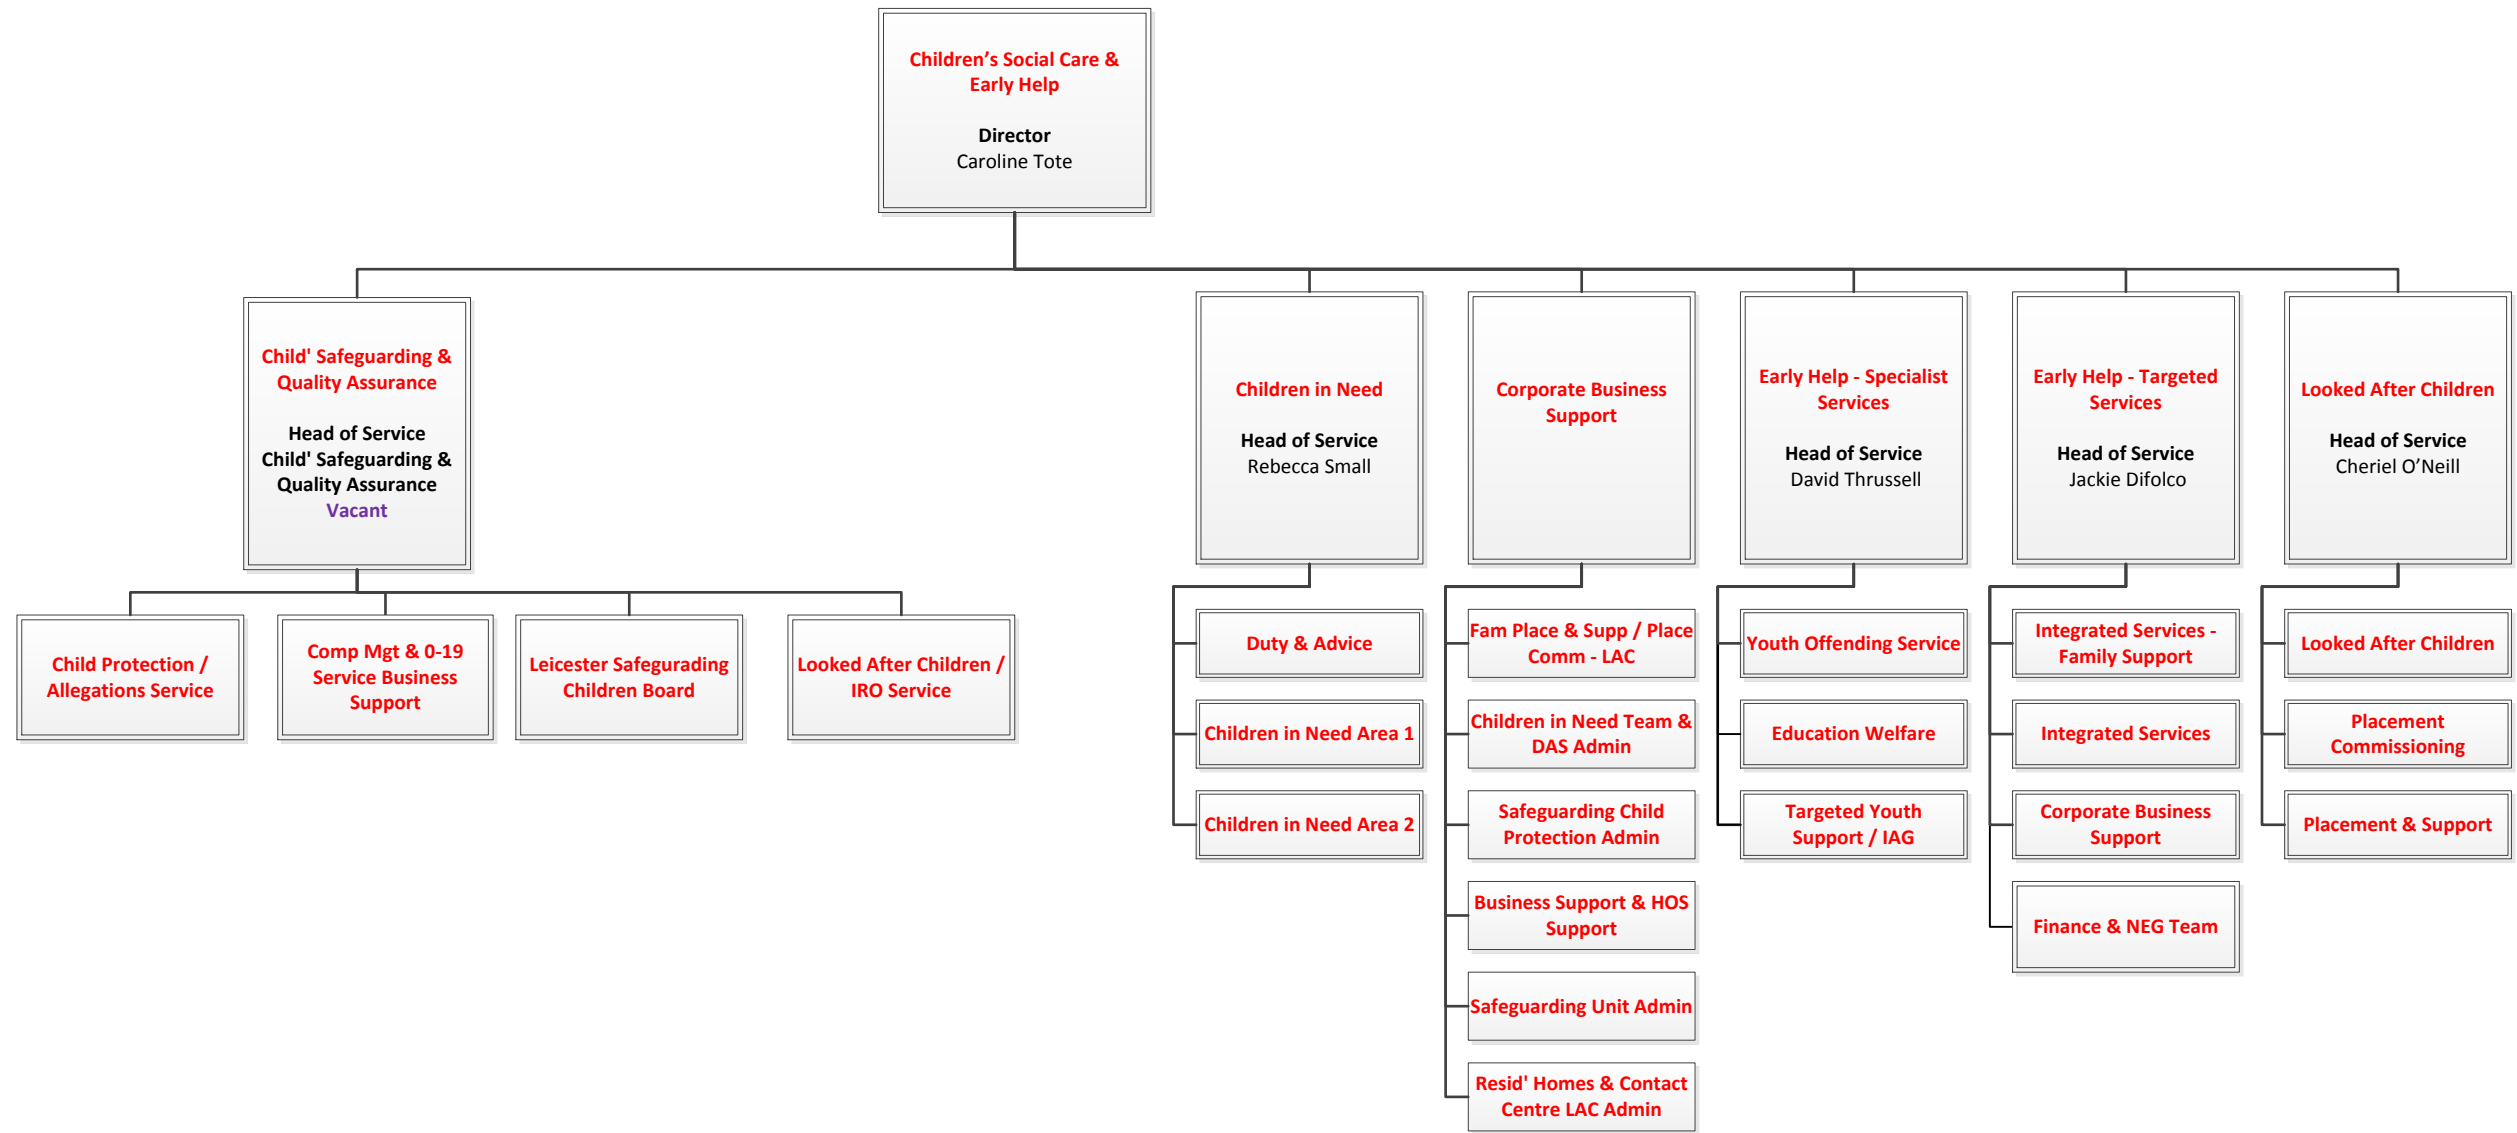 Children’s Social Care &
Early Help
Director
Caroline Tote
Child' Safeguarding &
Quality Assurance
Head of Service
Child' Safeguarding &
Quality Assurance
Vacant
Children in Need
Head of Service
Rebecca Small
Corporate Business
Support
Early Help - Specialist
Services
Head of Service
David Thrussell
Early Help - Targeted
Services
Head of Service
Jackie Difolco
Looked After Children
Head of Service
Cheriel O’Neill
Child Protection /
Allegations Service
Comp Mgt & 0-19
Service Business
Support
Leicester Safegurading
Children Board
Looked After Children /
IRO Service
Duty & Advice
Children in Need Area 1
Children in Need Area 2
Fam Place & Supp / Place
Comm - LAC
Children in Need Team &
DAS Admin
Safeguarding Child
Protection Admin
Business Support & HOS
Support
Safeguarding Unit Admin
Resid' Homes & Contact
Centre LAC Admin
Youth Offending Service
Education Welfare
Targeted Youth
Support / IAG
Integrated Services -
Family Support
Integrated Services
Corporate Business
Support
Finance & NEG Team
Looked After Children
Placement
Commissioning
Placement & Support